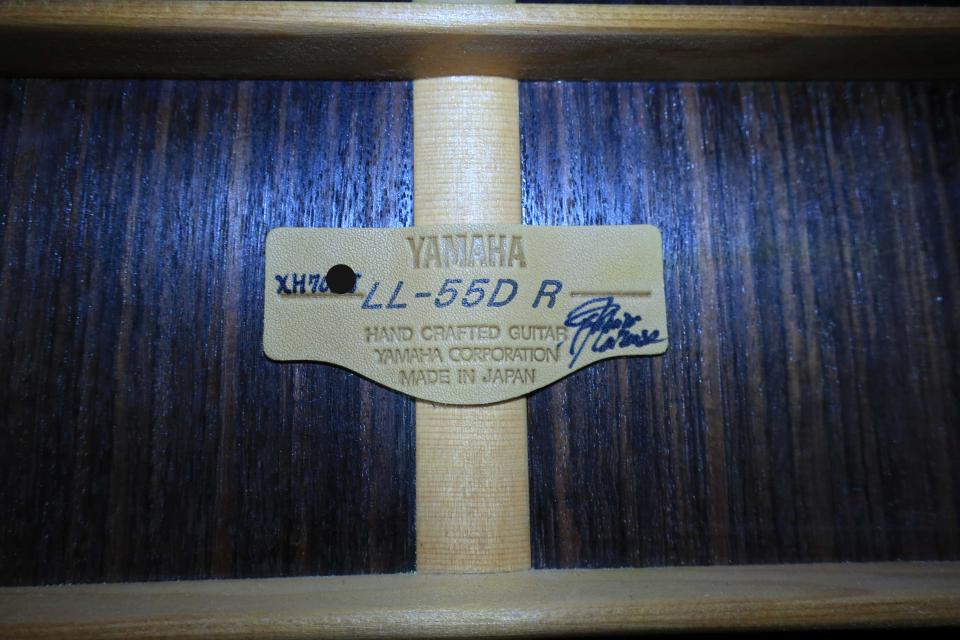 YAMAHA
LL-55D R
HAND CRAFTED GUITAR
YAMAHA CORPORATION
MADE IN JAPAN